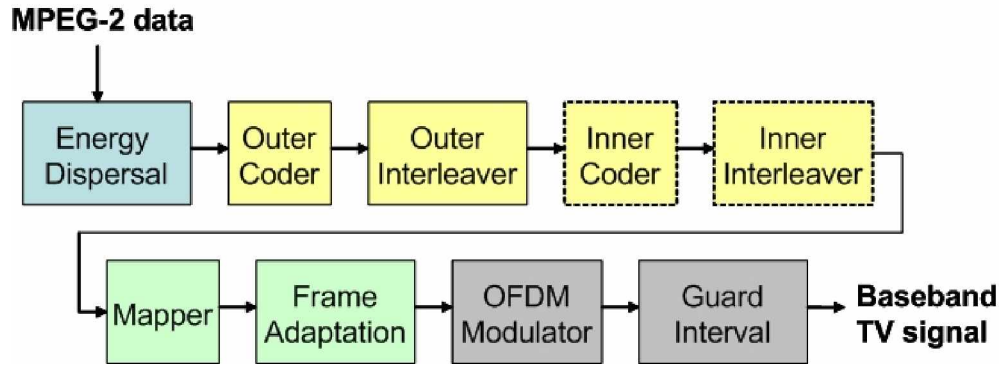 MPEG-2 data
Energy
Dispersal
Outer
Coder
Outer
Interleaver
Inner
Coder
Inner
Interleaver
Mapper
Frame
Adaptation
OFDM
Modulator
Guard
Interval
Baseband
TV signal